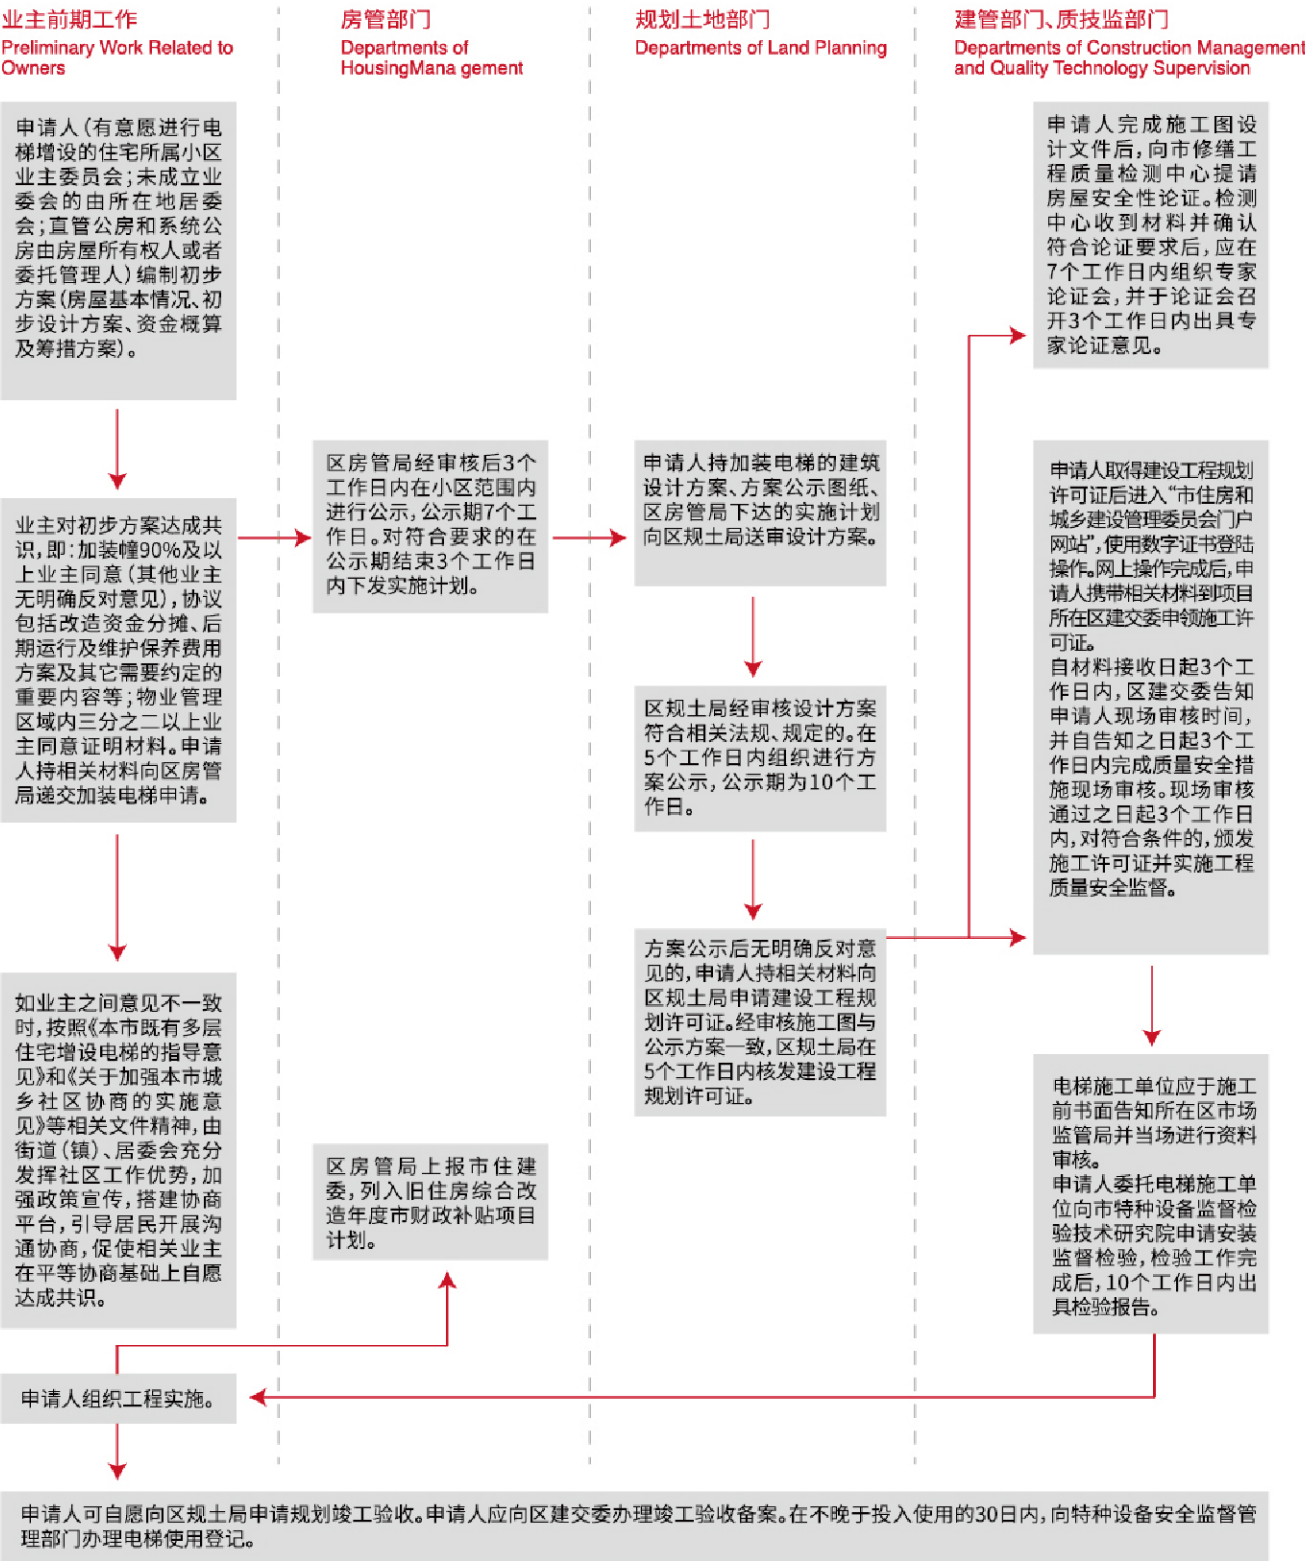 业主前期工作
Preliminary Work Related to
Owners
申请人（有意愿进行电
梯增设的住宅所属小区
业主委员会；未成立业
委会的由所在地居委
会；直管公房和系统公
房由房屋所有权人或者
委托管理人）编制初步
方案（房屋基本情况、初
步设计方案、资金概算
及筹措方案）。
业主对初步方案达成共
识，即：加装幢90%及以
上业主同意（其他业主
无明确反对意见），协议
包括改造资金分摊、后
期运行及维护保养费用
方案及其它需要约定的
重要内容等；物业管理
区域内三分之二以上业
主同意证明材料。申请
人持相关材料向区房管
局递交加装电梯申请。
如业主之间意见不一致
时，按照《本市既有多层
住宅增设电梯的指导意
见》和《关于加强本市城
乡社区协商的实施意
见》等相关文件精神，由
街道（镇）、居委会充分
发挥社区工作优势，加
强政策宣传，搭建协商
平台，引导居民开展沟
通协商，促使相关业主
在平等协商基础上自愿
达成共识。
申请人组织工程实施。
房管部门
Departments of
HousingMana gement
区房管局经审核后3个
工作日内在小区范围内
进行公示，公示期7个工
作日。对符合要求的在
公示期结束3个工作日
内下发实施计划。
区房管局上报市住建
委，列入旧住房综合改
造年度市财政补贴项目
计划。
规划土地部门
Departments of Land Planning
申请人持加装电梯的建筑
设计方案、方案公示图纸、
区房管局下达的实施计划
向区规土局送审设计方案。
区规土局经审核设计方案
符合相关法规、规定的。在
5个工作日内组织进行方
案公示，公示期为10个工
作日。
方案公示后无明确反对意
见的，申请人持相关材料向
区规土局申请建设工程规
划许可证。经审核施工图与
公示方案一致，区规土局在
5个工作日内核发建设工程
规划许可证。
建管部门、质技监部门
Departments of Construction Management
and Quality Technology Supervision
申请人完成施工图设
计文件后，向市修缮工
程质量检测中心提请
房屋安全性论证。检测
中心收到材料并确认
符合论证要求后，应在
7个工作日内组织专家
论证会，并于论证会召
开3个工作日内出具专
家论证意见。
申请人取得建设工程规划
许可证后进入“市住房和
城乡建设管理委员会门户
网站”，使用数字证书登陆
操作。网上操作完成后，申
请人携带相关材料到项目
所在区建交委申领施工许
可证。
自材料接收日起3个工
作日内，区建交委告知
申请人现场审核时间，
并自告知之日起3个工
作日内完成质量安全措
施现场审核。现场审核
通过之日起3个工作日
内，对符合条件的，颁发
施工许可证并实施工程
质量安全监督。
电梯施工单位应于施工
前书面告知所在区市场
监管局并当场进行资料
审核。
申请人委托电梯施工单
位向市特种设备监督检
验技术研究院申请安装
监督检验，检验工作完
成后，10个工作日内出
具检验报告。
申请人可自愿向区规土局申请规划竣工验收。申请人应向区建交委办理竣工验收备案。在不晚于投入使用的30日内，向特种设备安全监督管
理部门办理电梯使用登记。